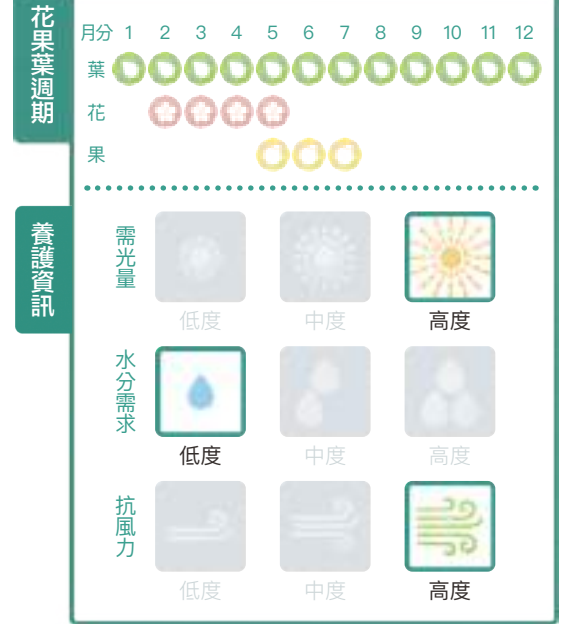 花果葉週期
月分 1 2 3 4 5 6 7 8 9 10 11 12
葉
花
果
養護資訊
需光量
低度 中度 高度
水分需求
低度 中度 高度
抗風力
低度 中度 高度